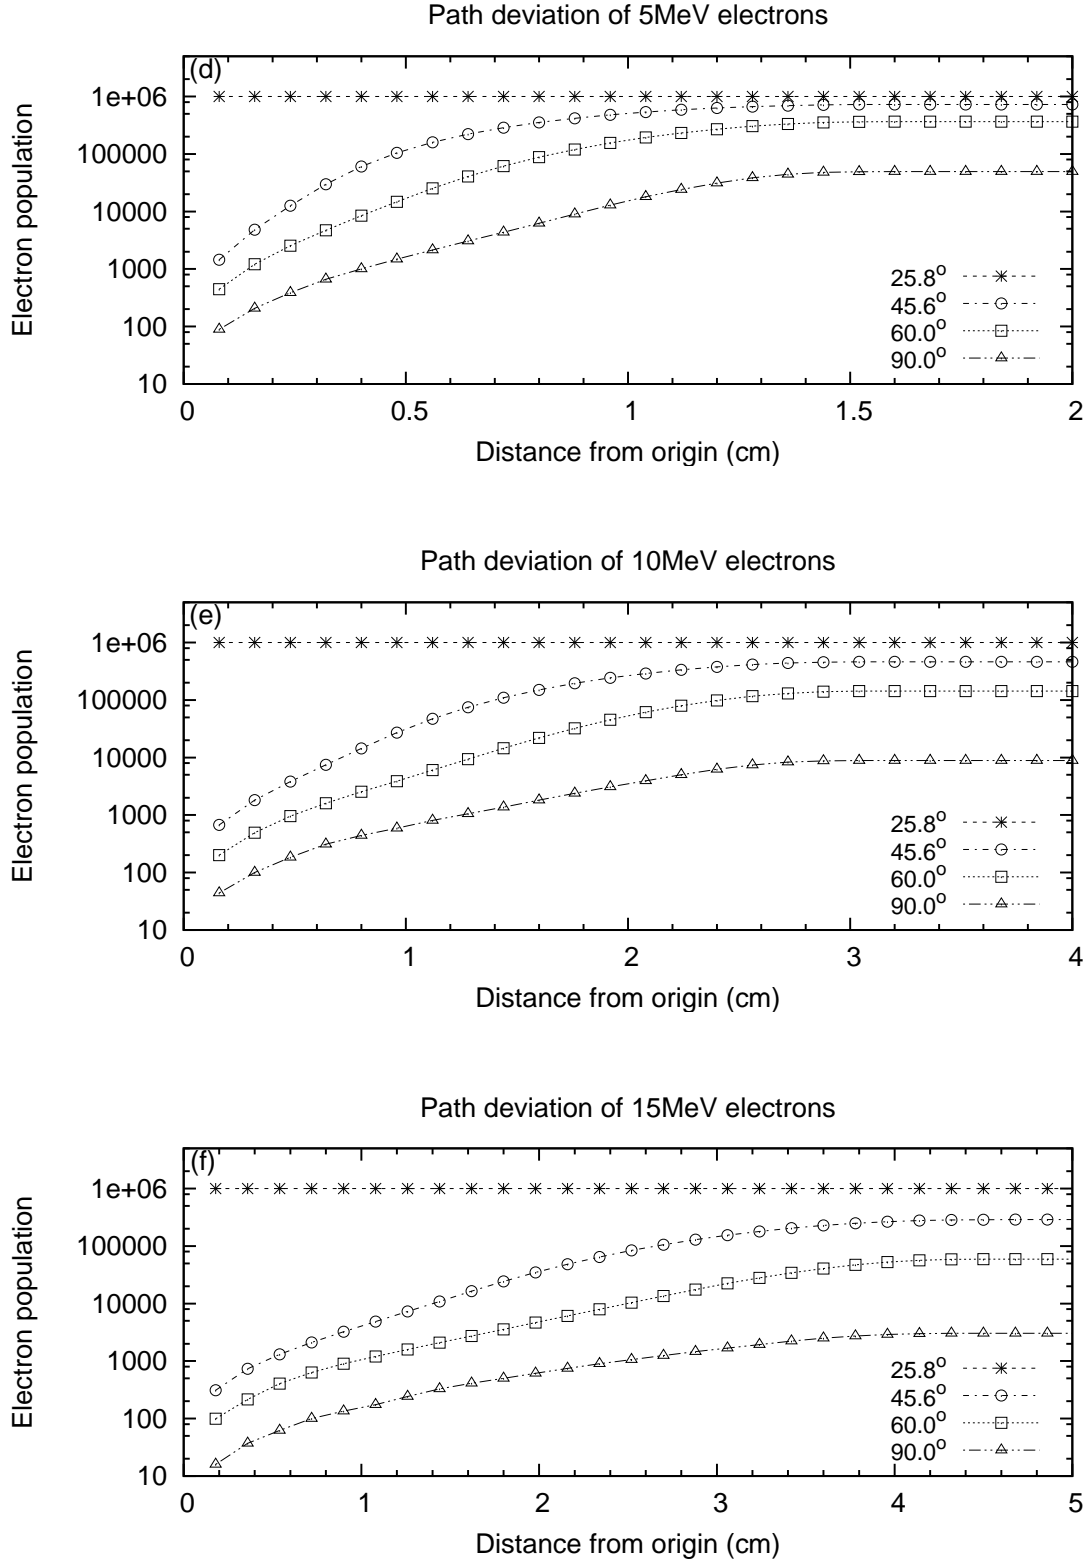 Path deviation of 5MeV electrons
(d)
Electron population
1e+06
100000
10000
1000
100
10
25.8°
45.6°
60.0°
90.0°
0 0.5 1 1.5 2
Distance from origin (cm)
Path deviation of 10MeV electrons
(e)
Electron population
1e+06
100000
10000
1000
100
10
25.8°
45.6°
60.0°
90.0°
0 1 2 3 4
Distance from origin (cm)
Path deviation of 15MeV electrons
(f)
Electron population
1e+06
100000
10000
1000
100
10
25.8°
45.6°
60.0°
90.0°
0 1 2 3 4 5
Distance from origin (cm)